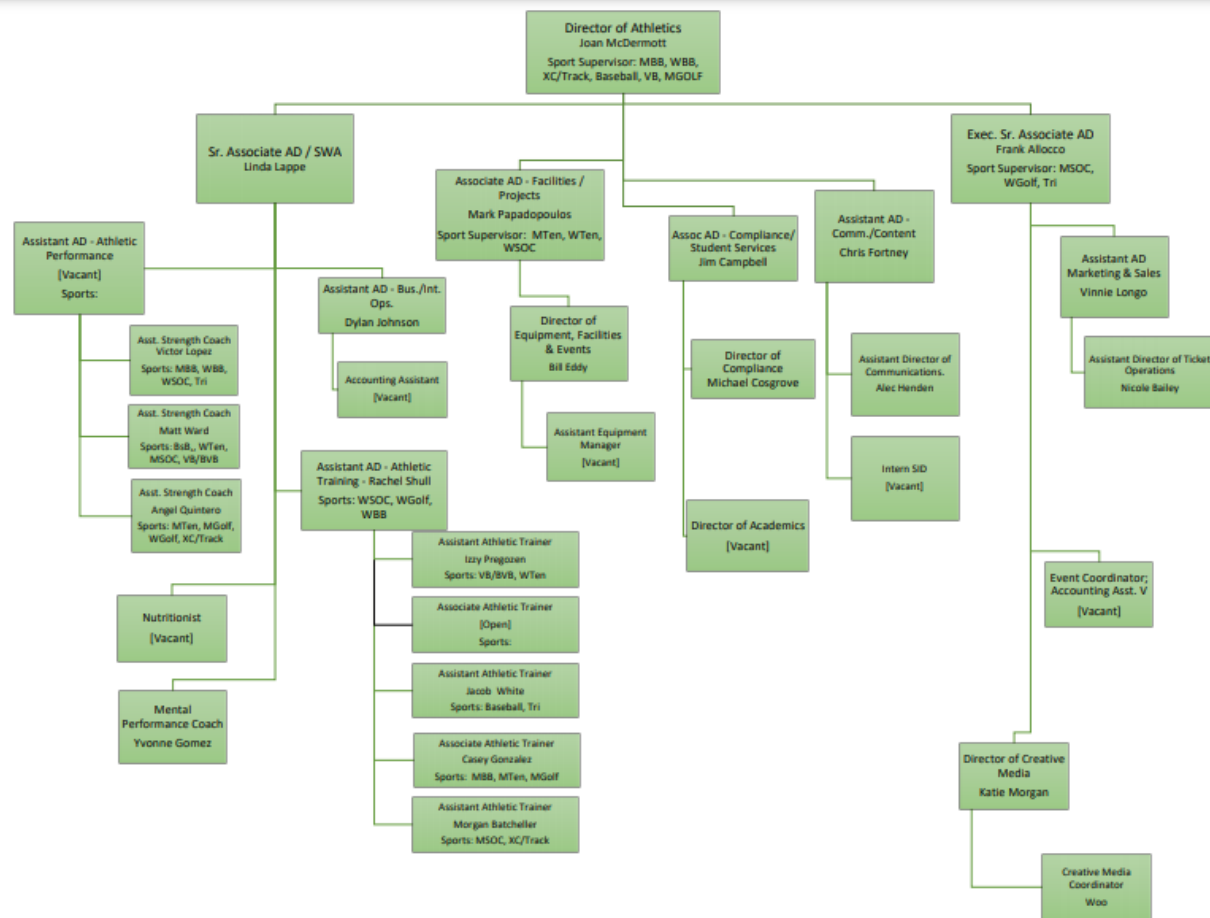 Director of Athletics
Joan McDermott
Sport Supervisor: MBB, WBB,
XC/Track, Baseball, VB, MGOLF
Sr. Associate AD / SWA
Linda Lappe
Exec. Sr. Associate AD
Frank Allocco
Sport Supervisor: MSOC,
WGolf, Tri
Associate AD - Facilities /
Projects
Mark Papadopoulos
Sport Supervisor: MTen, WTen,
WSOC
Assoc AD - Compliance/
Student Services
Jim Campbell
Assistant AD -
Comm./Content
Chris Fortney
Assistant AD - Athletic
Performance
[Vacant]
Sports:
Assistant AD - Bus./Int.
Ops.
Dylan Johnson
Assistant AD
Marketing & Sales
Vinnie Longo
Asst. Strength Coach
Victor Lopez
Sports: MBB, WBB,
WSOC, Tri
Accounting Assistant
[Vacant]
Director of
Equipment, Facilities
& Events
Bill Eddy
Director of
Compliance
Michael Cosgrove
Assistant Director of
Communications.
Alec Henden
Assistant Director of Ticket
Operations
Nicole Bailey
Asst. Strength Coach
Matt Ward
Sports: BsB,, WTen,
MSOC, VB/BVB
Assistant Equipment
Manager
[Vacant]
Intern SID
[Vacant]
Asst. Strength Coach
Angel Quintero
Sports: MTen, MGolf,
WGolf, XC/Track
Assistant AD - Athletic
Training - Rachel Shull
Sports: WSOC, WGolf,
WBB
Director of Academics
[Vacant]
Assistant Athletic Trainer
Izzy Pregozen
Sports: VB/BVB, WTen
Associate Athletic Trainer
[Open]
Sports:
Assistant Athletic Trainer
Jacob White
Sports: Baseball, Tri
Associate Athletic Trainer
Casey Gonzalez
Sports: MBB, MTen, MGolf
Assistant Athletic Trainer
Morgan Batcheller
Sports: MSOC, XC/Track
Nutritionist
[Vacant]
Mental
Performance Coach
Yvonne Gomez
Event Coordinator;
Accounting Asst. V
[Vacant]
Director of Creative
Media
Katie Morgan
Creative Media
Coordinator
Woo